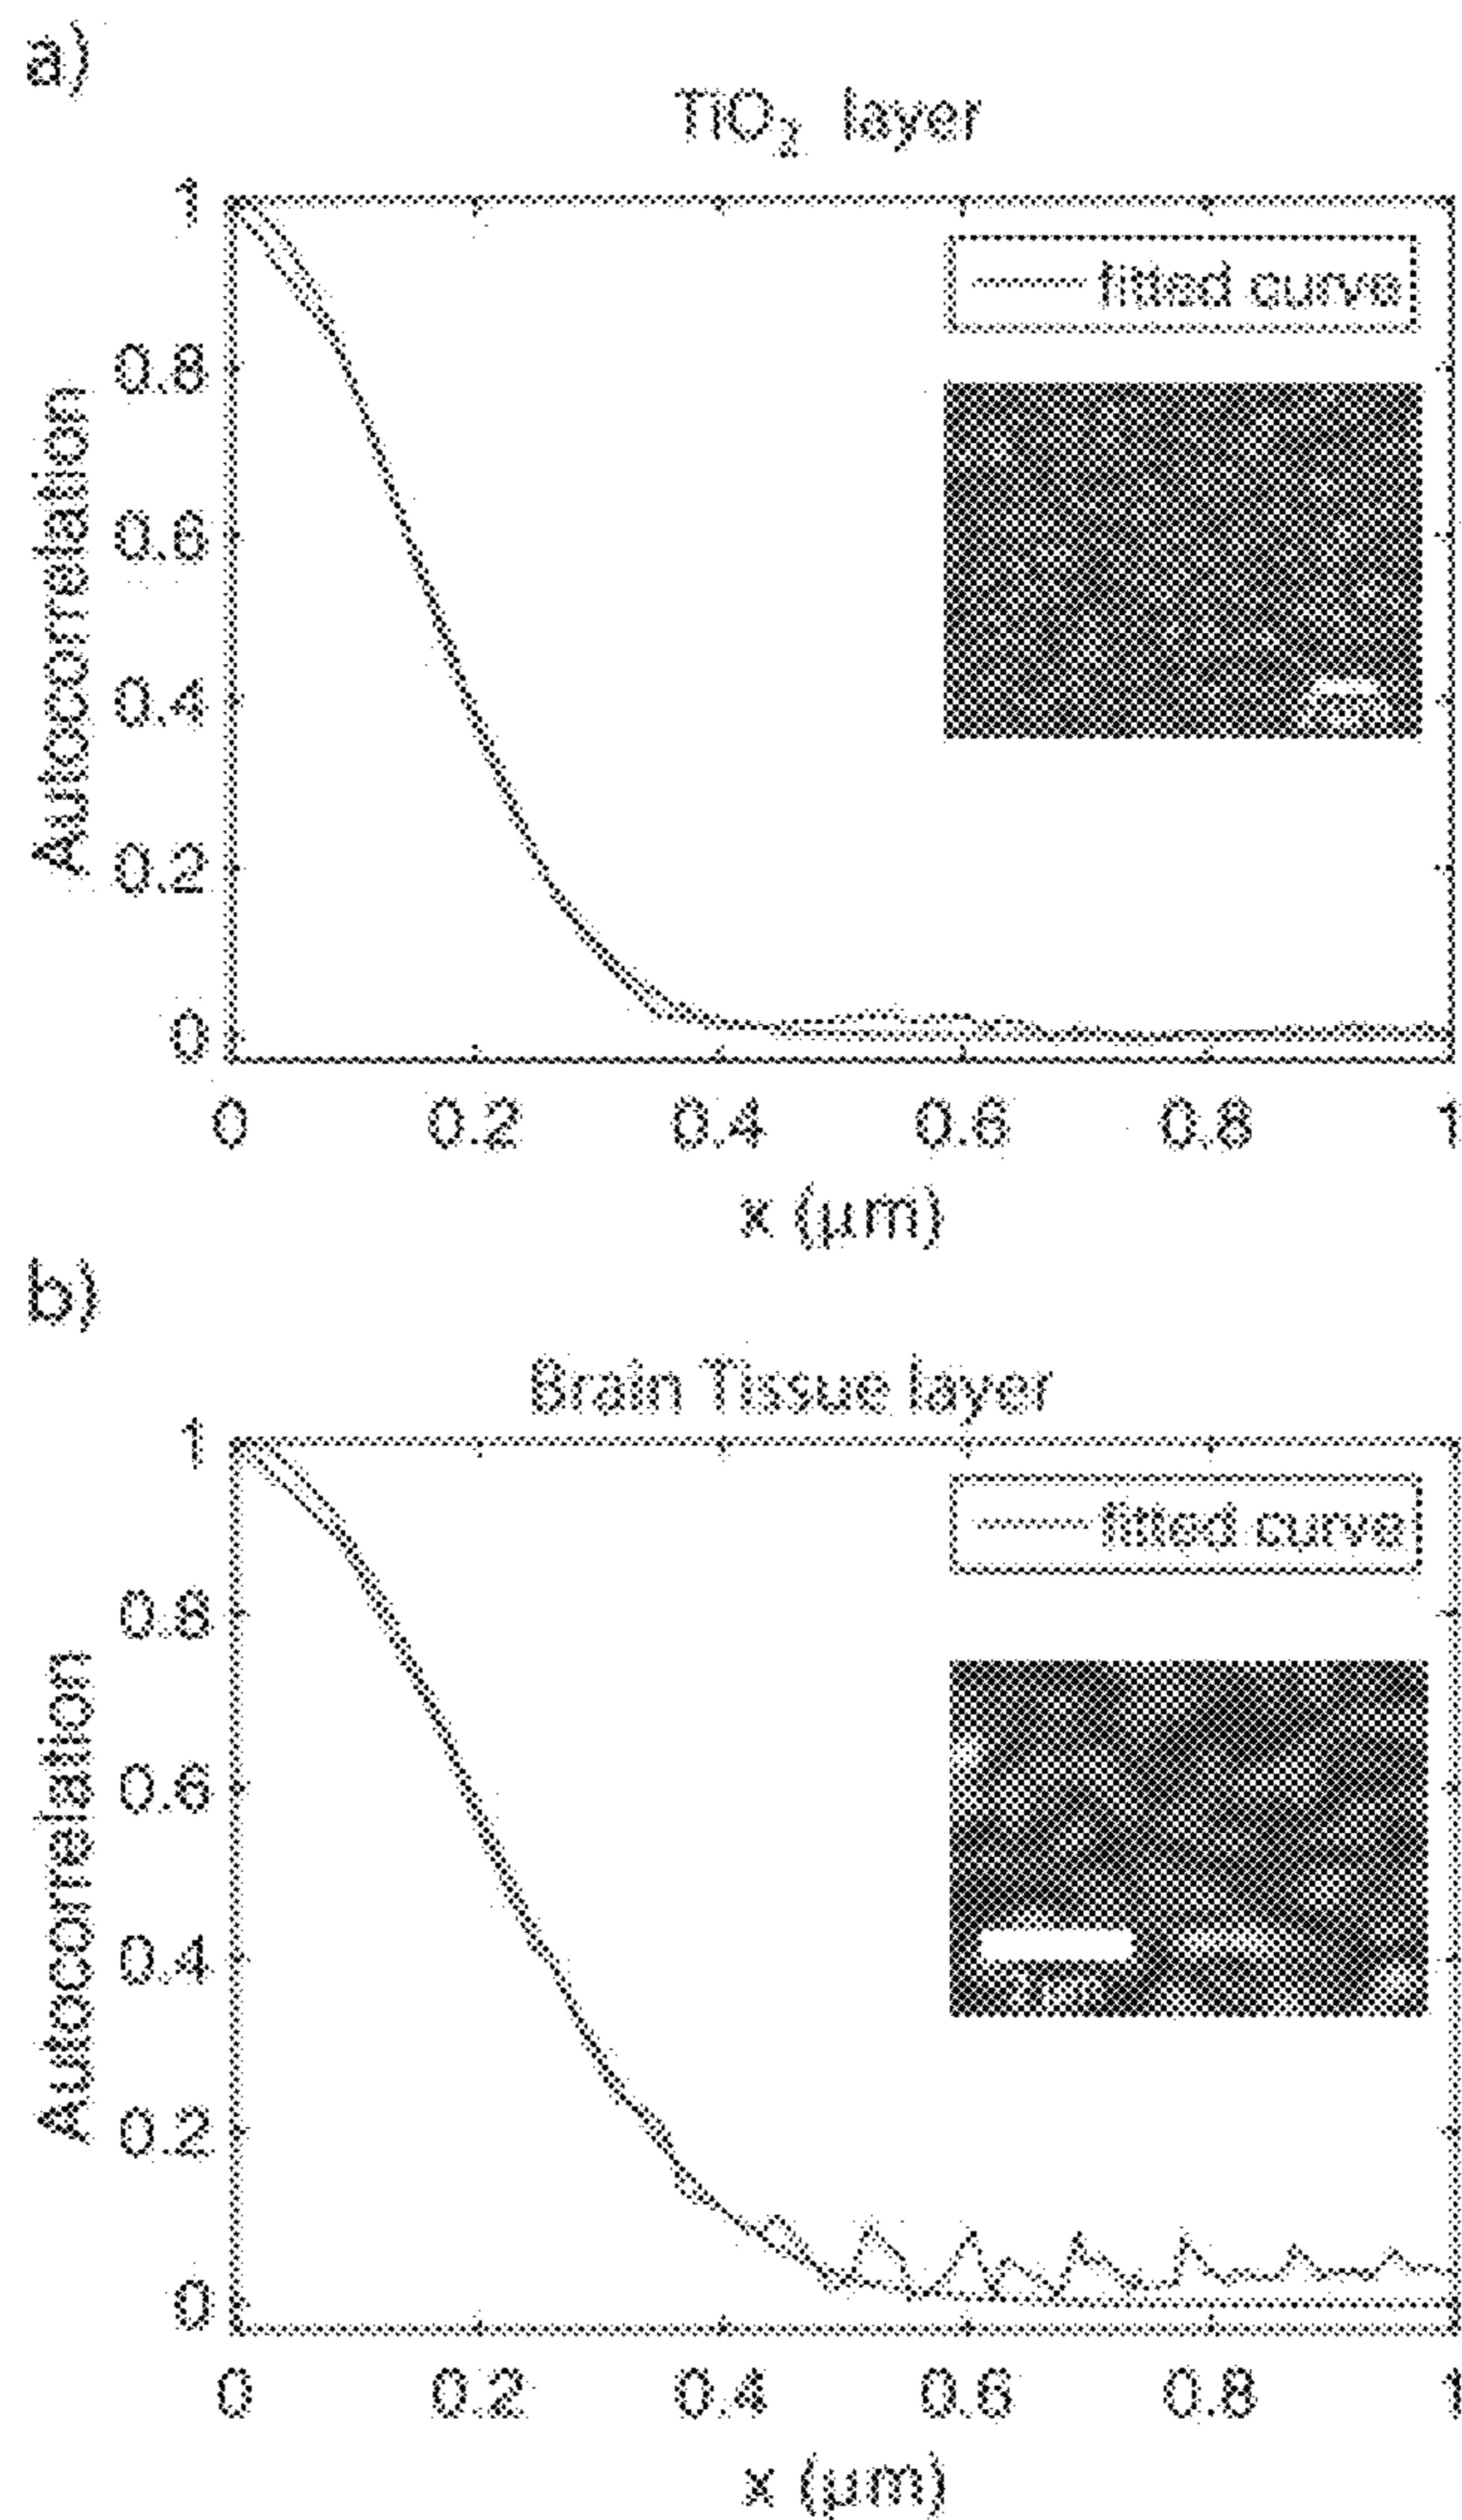 a)
TiO₂ layer
1
fitted curve
0.8
0.6
0.4
0.2
0
Autocorrelation
0 0.2 0.4 0.6 0.8 1
x (μm)
b)
Brain Tissue layer
1
fitted curve
0.8
0.6
0.4
0.2
0
Autocorrelation
0 0.2 0.4 0.6 0.8 1
x (μm)